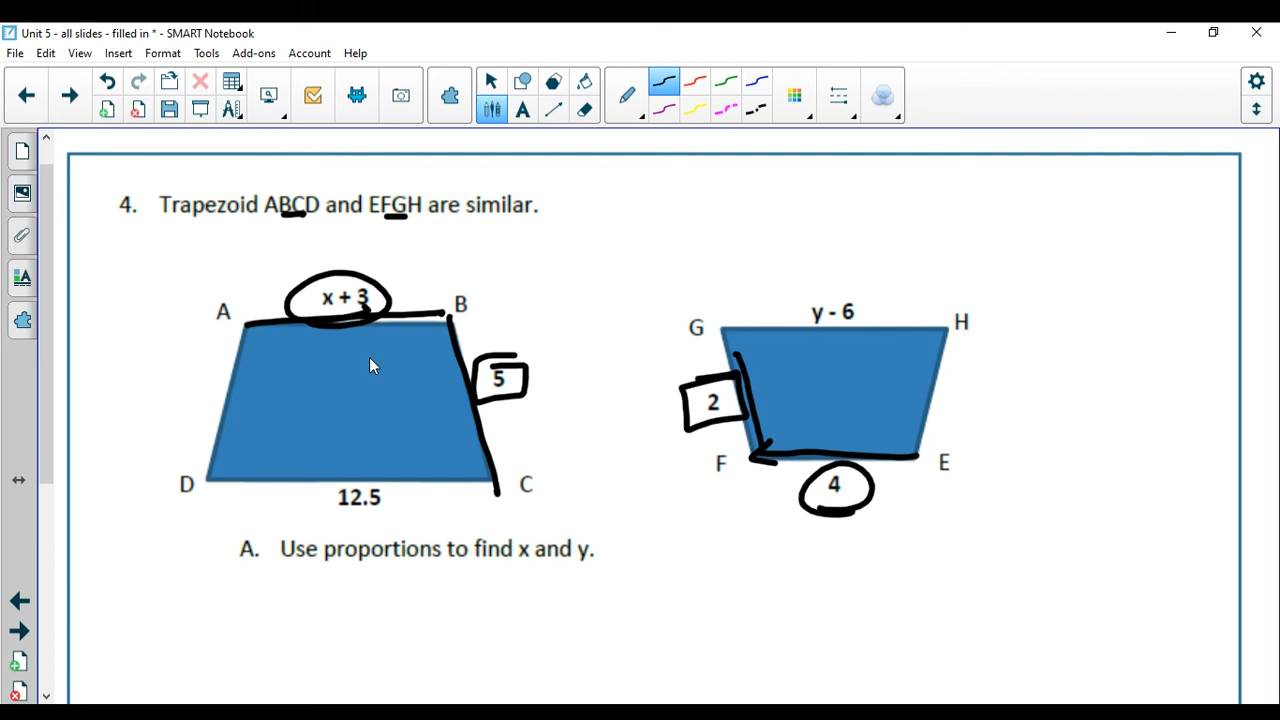 Unit 5 - all slides - filled in * - SMART Notebook
File Edit View Insert Format Tools Add-ons Account Help
4. Trapezoid ABCD and EFGH are similar.
x + 3
A B
y - 6
G H
5
2
F E
4
D C
12.5
A. Use proportions to find x and y.